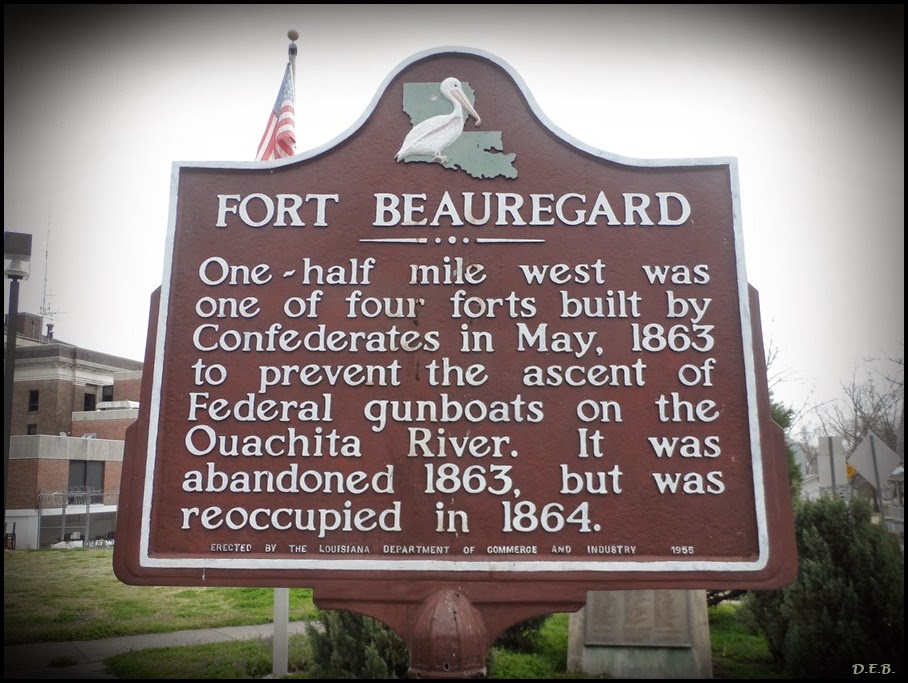 FORT BEAUREGARD
One-half mile west was
one of four forts built by
Confederates in May, 1863
to prevent the ascent of
Federal gunboats on the
Ouachita River. It was
abandoned 1863, but was
reoccupied in 1864.
ERECTED BY THE LOUISIANA DEPARTMENT OF COMMERCE AND INDUSTRY 1955
D.E.B.